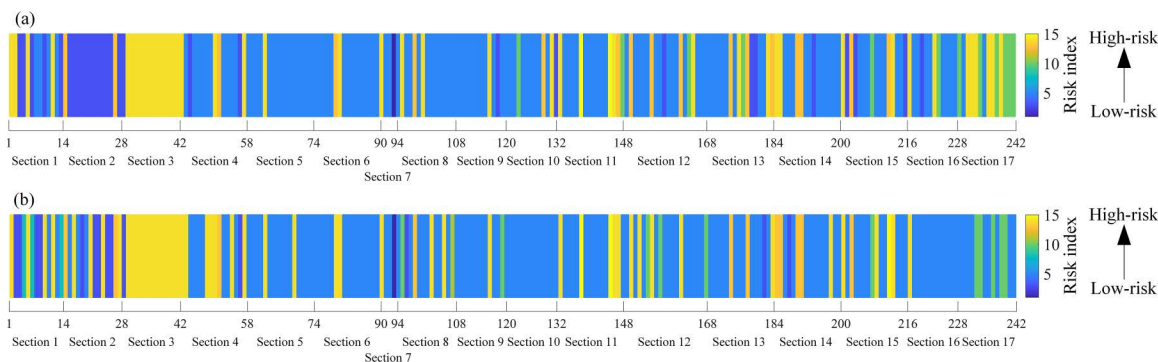 (a)
15
10
5
Risk index
High-risk
Low-risk
1 14 28 42 58 74 90 94 108 120 132 148 168 184 200 216 228 242
Section 1 Section 2 Section 3 Section 4 Section 5 Section 6 Section 8 Section 9 Section 10 Section 11 Section 12 Section 13 Section 14 Section 15 Section 16 Section 17
Section 7
(b)
15
10
5
Risk index
High-risk
Low-risk
1 14 28 42 58 74 90 94 108 120 132 148 168 184 200 216 228 242
Section 1 Section 2 Section 3 Section 4 Section 5 Section 6 Section 8 Section 9 Section 10 Section 11 Section 12 Section 13 Section 14 Section 15 Section 16 Section 17
Section 7